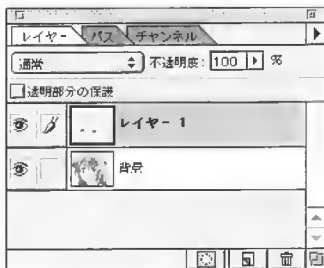 レイヤー パス チャンネル
通常 不透明度: 100 %
透明部分の保護
レイヤー 1
背景